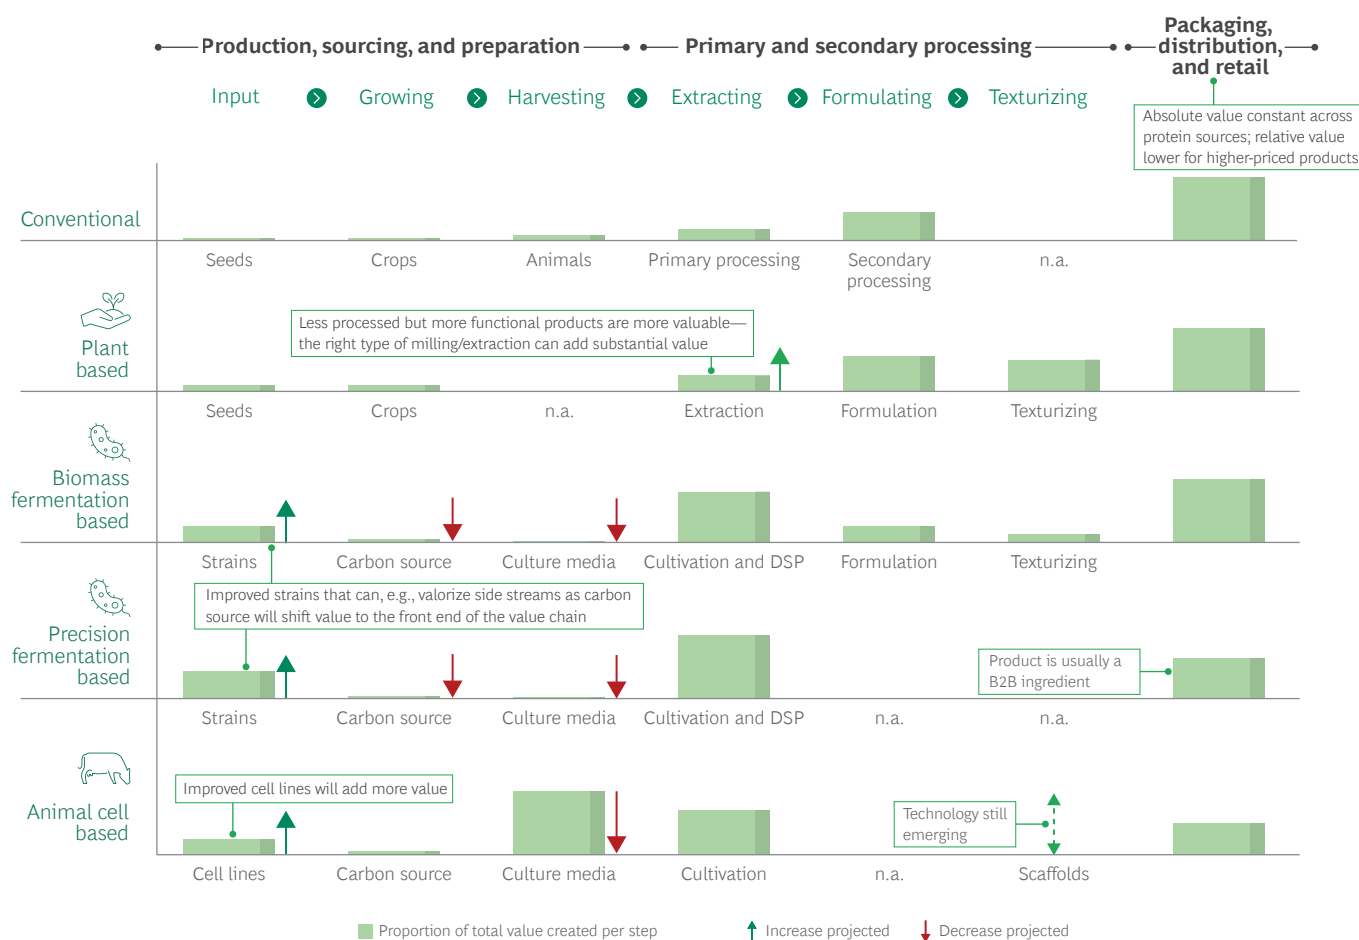 Production, sourcing, and preparation
Primary and secondary processing
Packaging,
distribution,
and retail
Input
Growing
Harvesting
Extracting
Formulating
Texturizing
Absolute value constant across
protein sources; relative value
lower for higher-priced products
Conventional
Seeds
Crops
Animals
Primary processing
Secondary
processing
n.a.
Plant
based
Less processed but more functional products are more valuable—
the right type of milling/extraction can add substantial value
Seeds
Crops
n.a.
Extraction
Formulation
Texturizing
Biomass
fermentation
based
Strains
Carbon source
Culture media
Cultivation and DSP
Formulation
Texturizing
Improved strains that can, e.g., valorize side streams as carbon
source will shift value to the front end of the value chain
Precision
fermentation
based
Product is usually a
B2B ingredient
Strains
Carbon source
Culture media
Cultivation and DSP
n.a.
n.a.
Animal cell
based
Improved cell lines will add more value
Technology still
emerging
Cell lines
Carbon source
Culture media
Cultivation
n.a.
Scaffolds
Proportion of total value created per step
Increase projected
Decrease projected